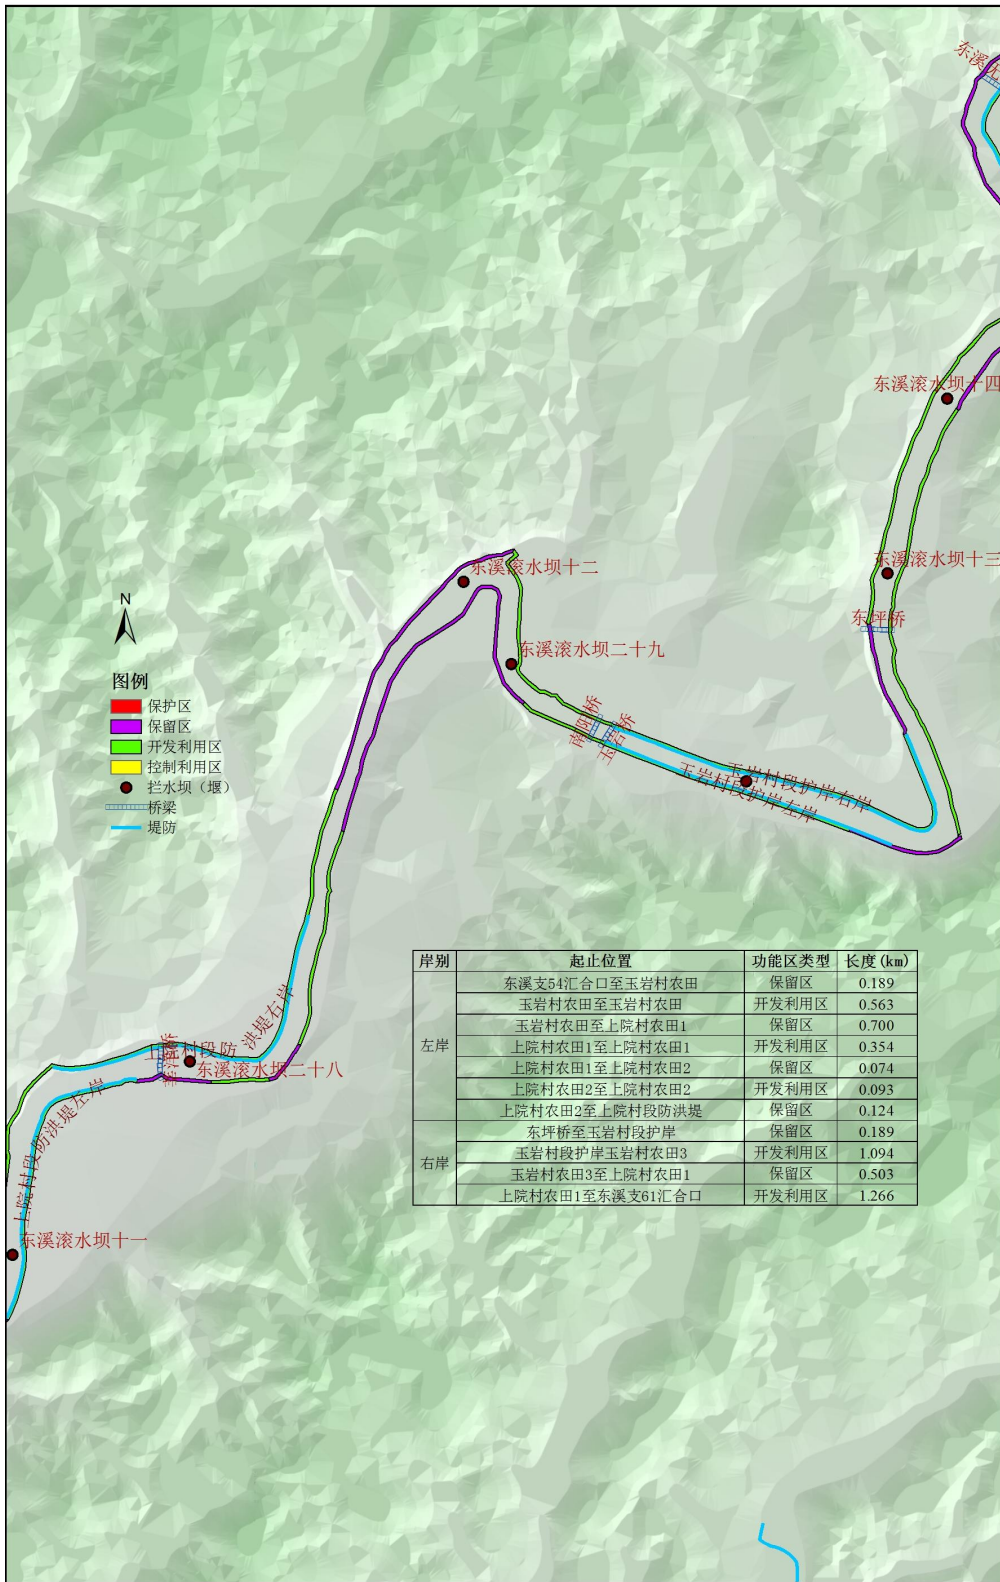 东溪
东溪滚水坝十四
东溪滚水坝十二
东溪滚水坝十三
N
东坪桥
东溪滚水坝二十九
图例
南阳桥
玉岩桥
保护区
保留区
开发利用区
控制利用区
拦水坝（堰）
桥梁
堤防
玉岩村段护岸右岸
玉岩村段护岸左岸
岸别 起止位置 功能区类型 长度(km)
左岸
东溪支54汇合口至玉岩村农田 保留区 0.189
玉岩村农田至玉岩村农田 开发利用区 0.563
玉岩村农田至上院村农田1 保留区 0.700
上院村农田1至上院村农田1 开发利用区 0.354
上院村农田1至上院村农田2 保留区 0.074
上院村农田2至上院村农田2 开发利用区 0.093
上院村农田2至上院村段防洪堤 保留区 0.124
右岸
东坪桥至玉岩村段护岸 保留区 0.189
玉岩村段护岸玉岩村农田3 开发利用区 1.094
玉岩村农田3至上院村农田1 保留区 0.503
上院村农田1至东溪支61汇合口 开发利用区 1.266
上院村段防洪堤右岸
东溪滚水坝二十八
上院村段防洪堤左岸
东溪滚水坝十一